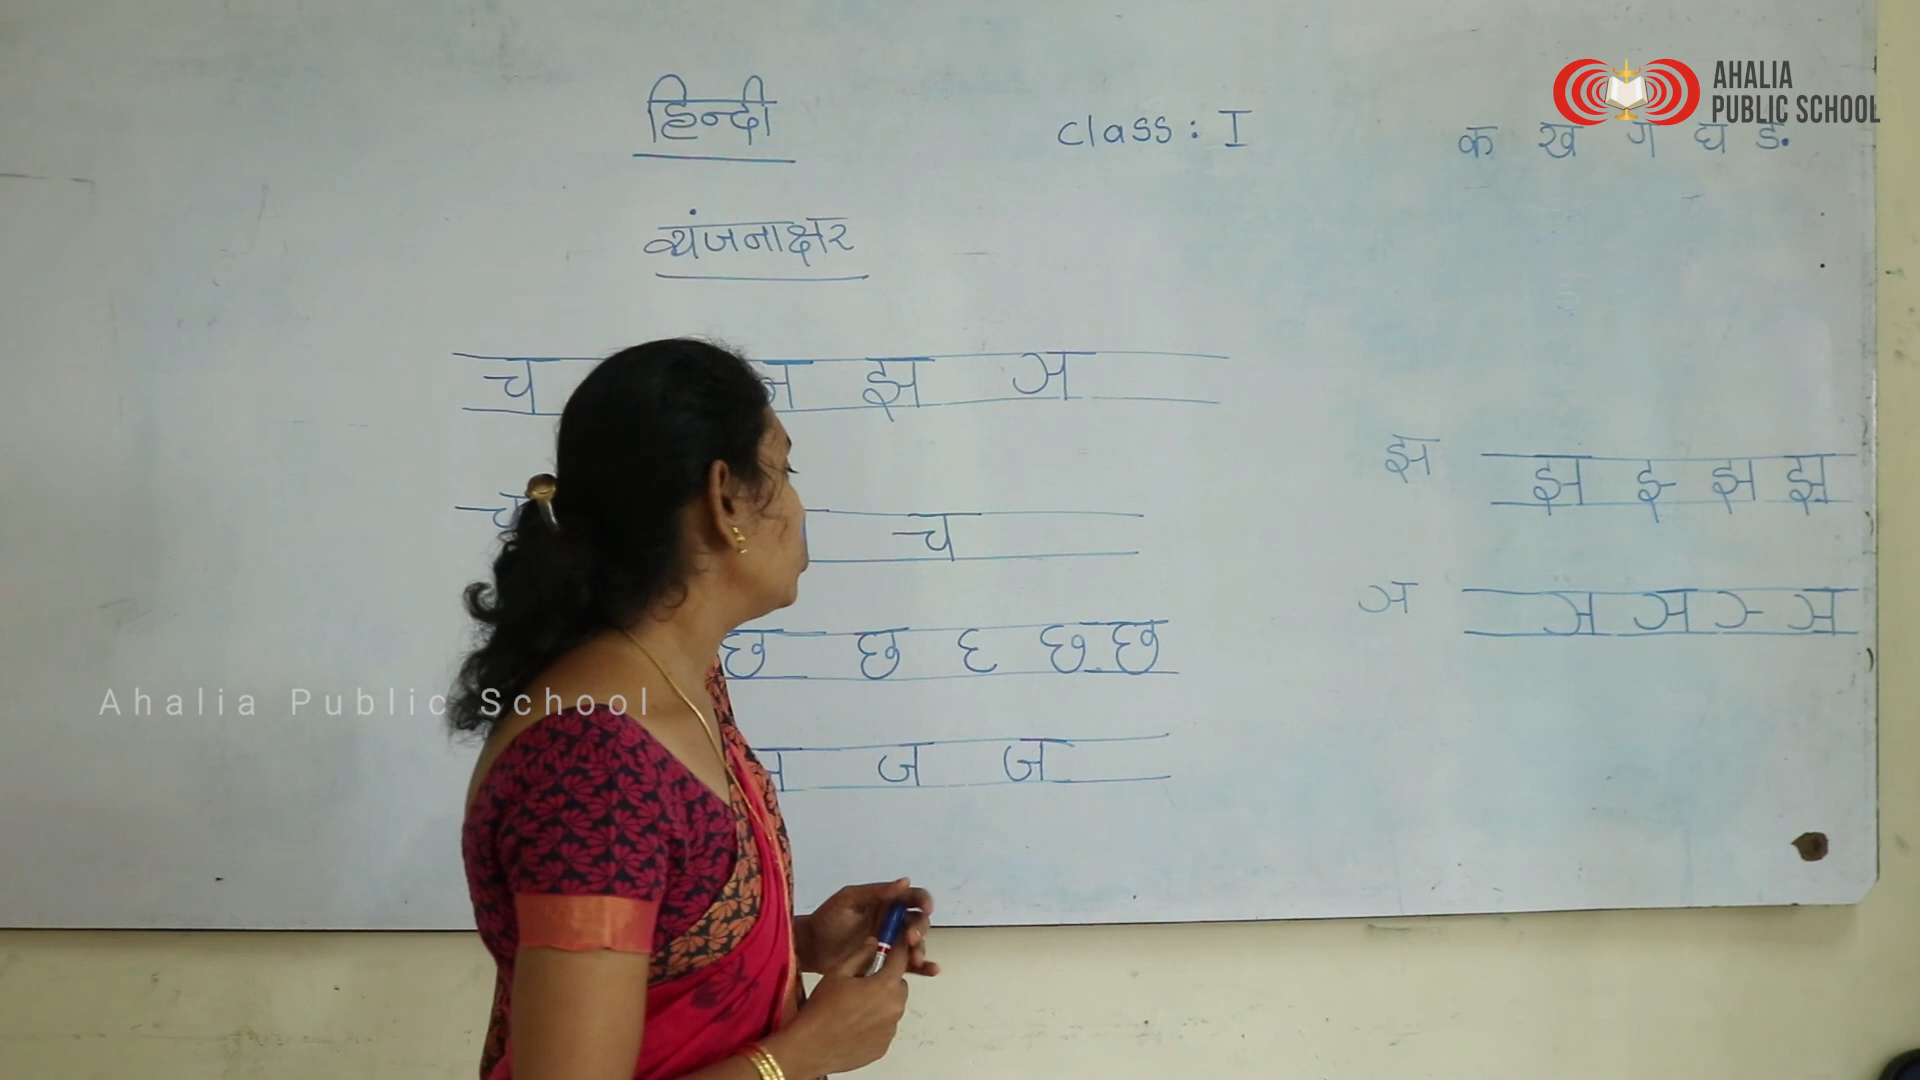 AHALIA
PUBLIC SCHOOL
हिन्दी
class : I
क ख ग घ ङ
व्यंजनाक्षर
च ज झ ञ
झ झ इ झ झ
च च
ञ ञ ञ ञ
छ छ छ छ
Ahalia Public School
ज ज ज